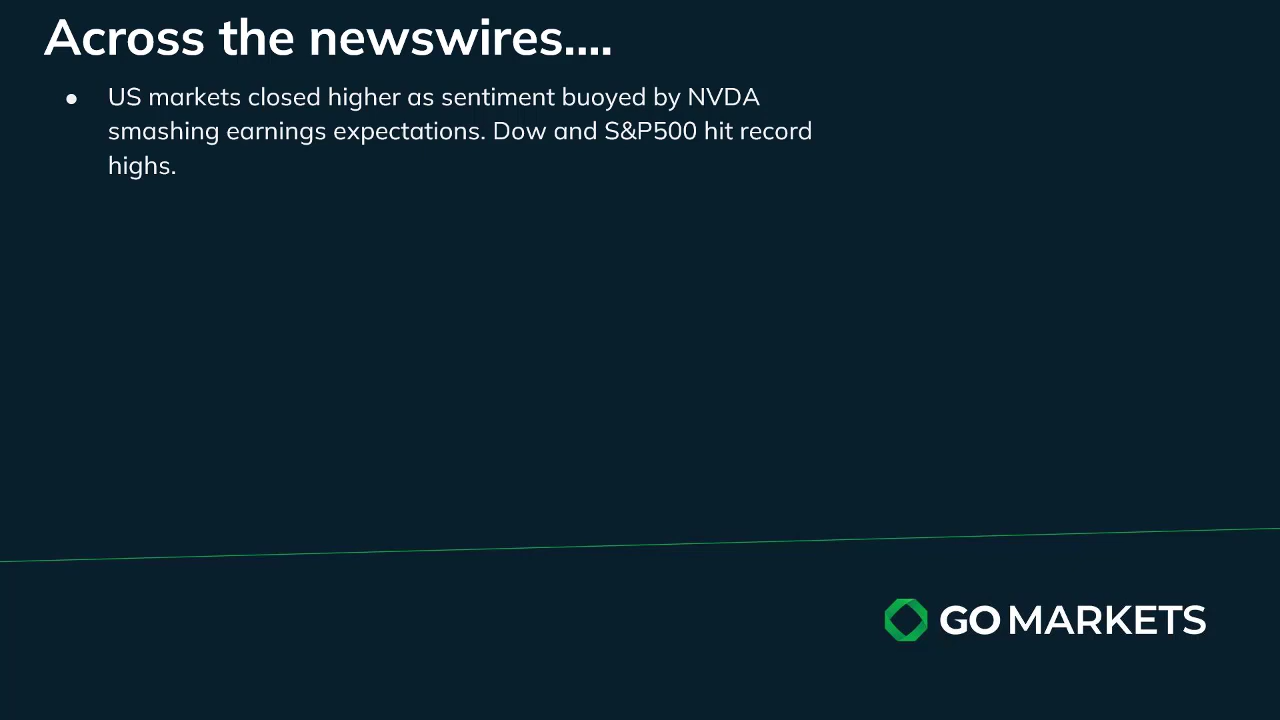 Across the newswires....
● US markets closed higher as sentiment buoyed by NVDA
smashing earnings expectations. Dow and S&P500 hit record
highs.
GO MARKETS